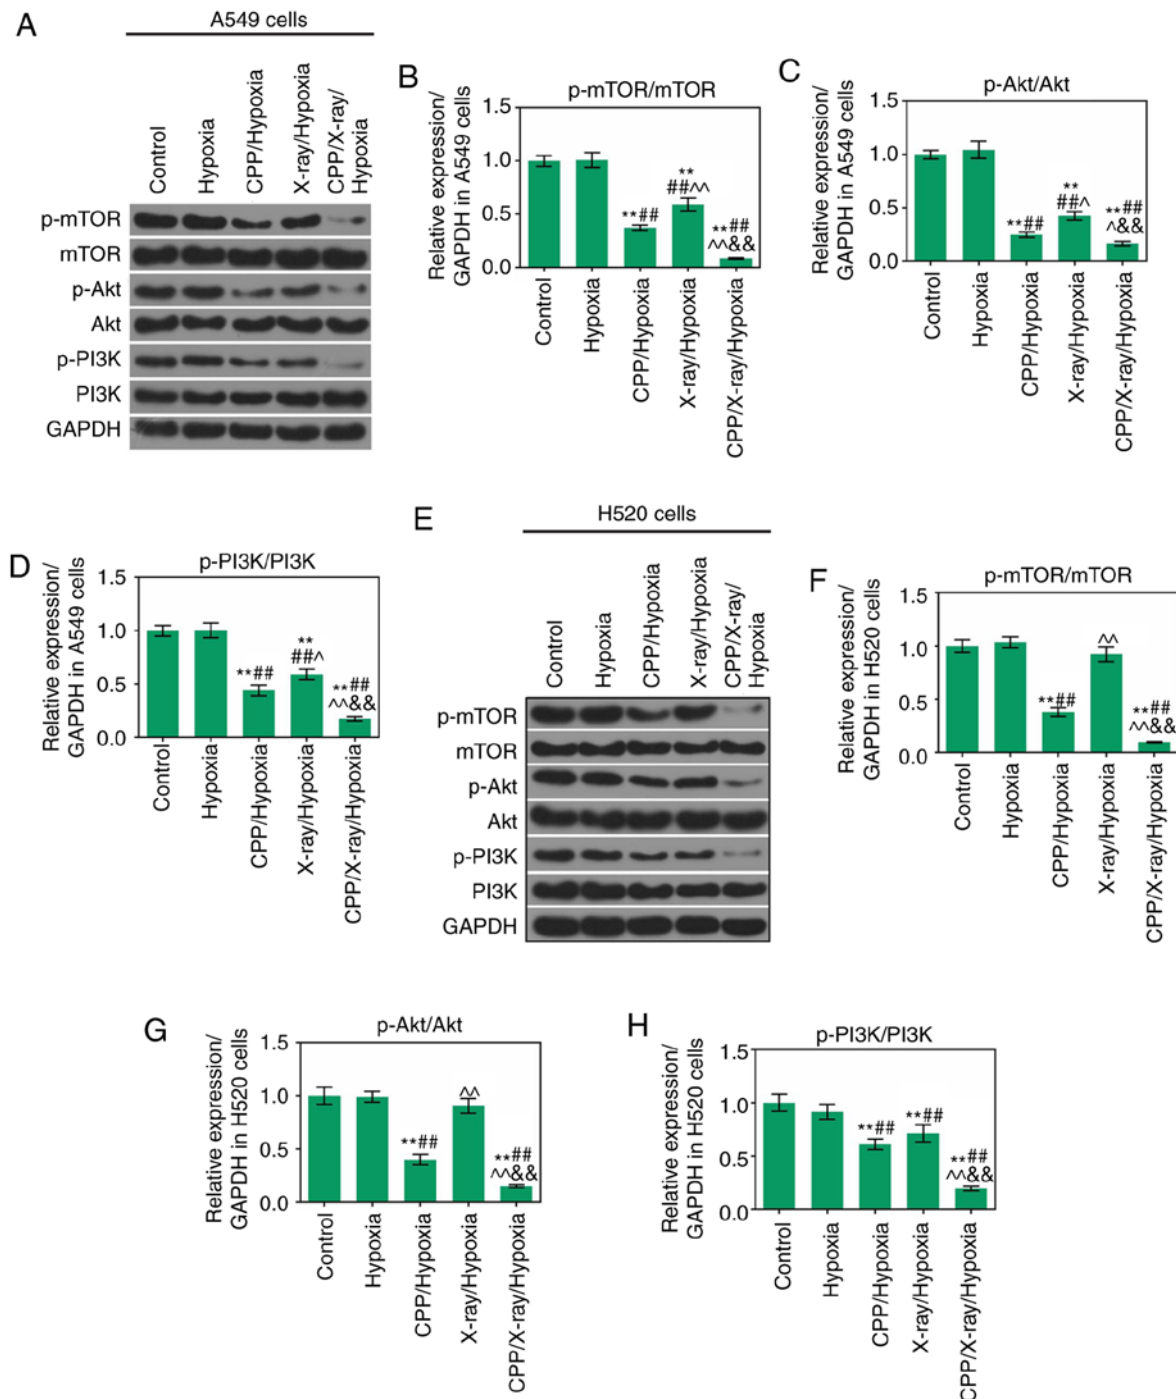 A
A549 cells
Control
Hypoxia
CPP/Hypoxia
X-ray/Hypoxia
CPP/X-ray/
Hypoxia
p-mTOR
mTOR
p-Akt
Akt
p-PI3K
PI3K
GAPDH
B
p-mTOR/mTOR
Relative expression/
GAPDH in A549 cells
1.5
1.0
0.5
0.0
**##
**
##^^
**##
^^&&
Control
Hypoxia
CPP/Hypoxia
X-ray/Hypoxia
CPP/X-ray/Hypoxia
C
p-Akt/Akt
Relative expression/
GAPDH in A549 cells
1.5
1.0
0.5
0.0
**##
**
##^
**##
^&&
Control
Hypoxia
CPP/Hypoxia
X-ray/Hypoxia
CPP/X-ray/Hypoxia
D
p-PI3K/PI3K
Relative expression/
GAPDH in A549 cells
1.5
1.0
0.5
0.0
**##
**
##^
**##
^^&&
Control
Hypoxia
CPP/Hypoxia
X-ray/Hypoxia
CPP/X-ray/Hypoxia
E
H520 cells
Control
Hypoxia
CPP/Hypoxia
X-ray/Hypoxia
CPP/X-ray/
Hypoxia
p-mTOR
mTOR
p-Akt
Akt
p-PI3K
PI3K
GAPDH
F
p-mTOR/mTOR
Relative expression/
GAPDH in H520 cells
1.5
1.0
0.5
0.0
**##
^^
**##
^^&&
Control
Hypoxia
CPP/Hypoxia
X-ray/Hypoxia
CPP/X-ray/Hypoxia
G
p-Akt/Akt
Relative expression/
GAPDH in H520 cells
1.5
1.0
0.5
0.0
**##
^^
**##
^^&&
Control
Hypoxia
CPP/Hypoxia
X-ray/Hypoxia
CPP/X-ray/Hypoxia
H
p-PI3K/PI3K
Relative expression/
GAPDH in H520 cells
1.5
1.0
0.5
0.0
**##
**##
**##
^^&&
Control
Hypoxia
CPP/Hypoxia
X-ray/Hypoxia
CPP/X-ray/Hypoxia